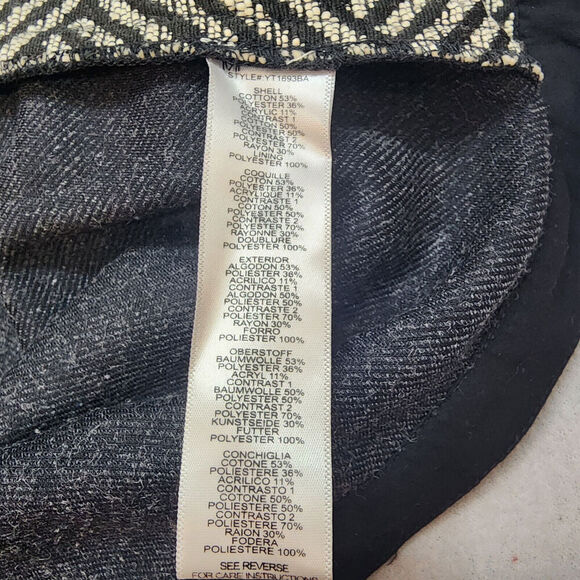 STYLE# YT1693BA
SHELL
COTTON 53%
POLYESTER 36%
ACRYLIC 11%
CONTRAST 1
COTTON 50%
POLYESTER 50%
CONTRAST 2
POLYESTER 70%
RAYON 30%
LINING
POLYESTER 100%
COQUILLE
COTON 53%
POLYESTER 36%
ACRYLIQUE 11%
CONTRASTE 1
COTON 50%
POLYESTER 50%
CONTRASTE 2
POLYESTER 70%
RAYONNE 30%
DOUBLURE
POLYESTER 100%
EXTERIOR
ALGODON 53%
POLIESTER 36%
ACRILICO 11%
CONTRASTE 1
ALGODON 50%
POLIESTER 50%
CONTRASTE 2
POLIESTER 70%
RAYON 30%
FORRO
POLIESTER 100%
OBERSTOFF
BAUMWOLLE 53%
POLYESTER 36%
ACRYL 11%
CONTRAST 1
BAUMWOLLE 50%
POLYESTER 50%
CONTRAST 2
POLYESTER 70%
KUNSTSEIDE 30%
FUTTER
POLYESTER 100%
CONCHIGLIA
COTONE 53%
POLIESTERE 36%
ACRILICO 11%
CONTRASTO 1
COTONE 50%
POLIESTERE 50%
CONTRASTO 2
POLIESTERE 70%
RAION 30%
FODERA
POLIESTERE 100%
SEE REVERSE
FOR CARE INSTRUCTIONS